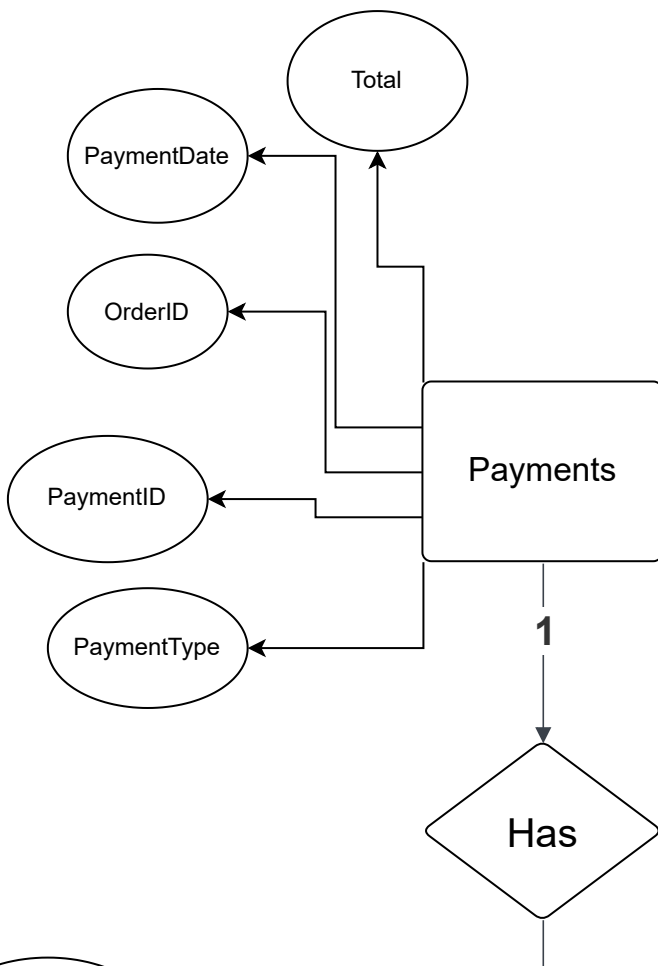 Total
PaymentDate
OrderID
Payments
PaymentID
1
PaymentType
Has